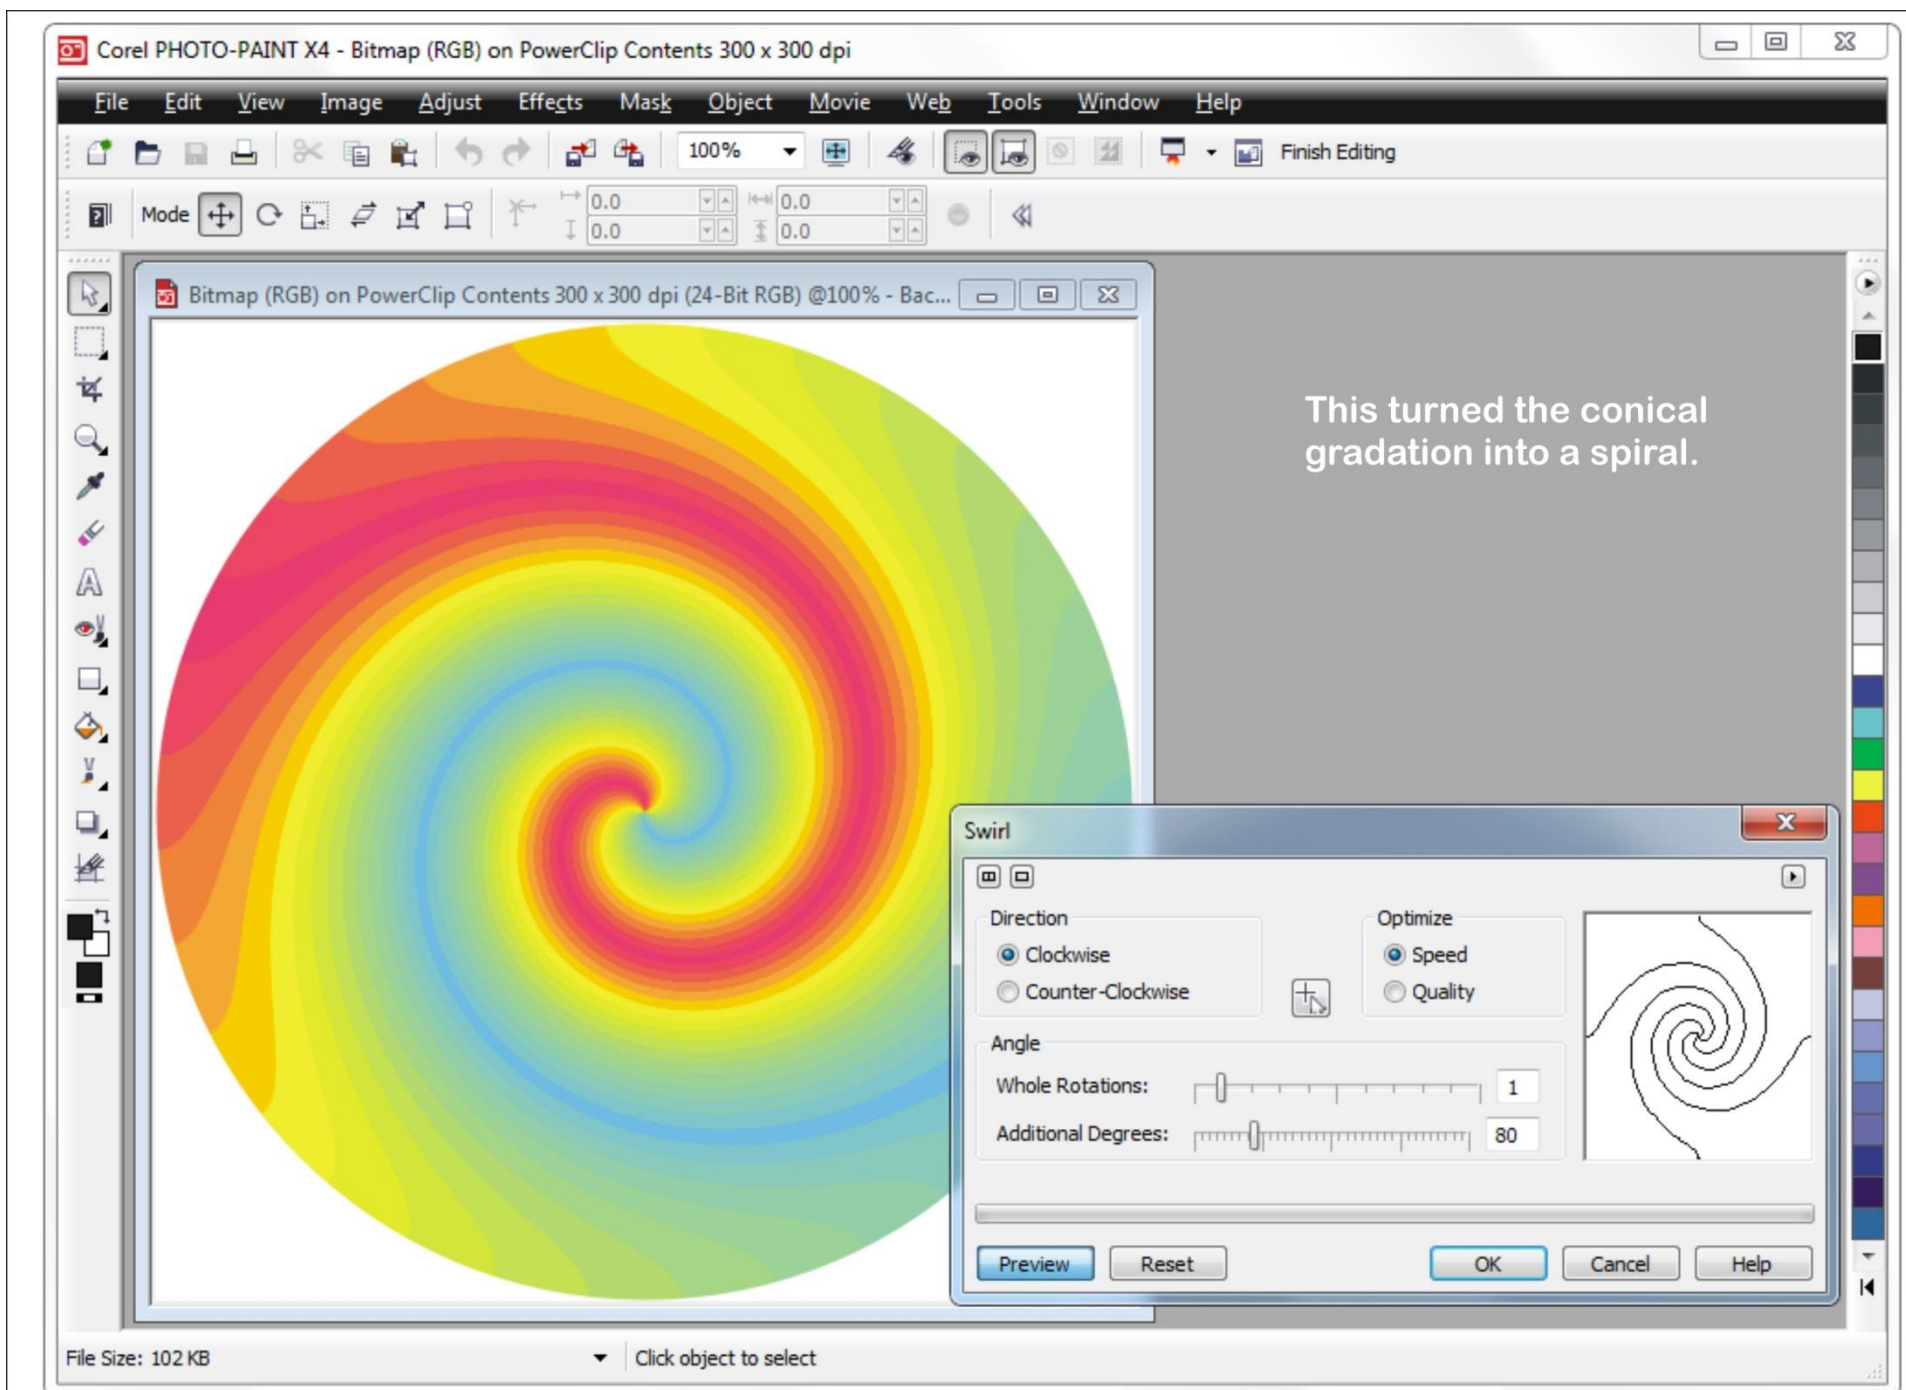 Corel PHOTO-PAINT X4 - Bitmap (RGB) on PowerClip Contents 300 x 300 dpi
File Edit View Image Adjust Effects Mask Object Movie Web Tools Window Help
100% Finish Editing
Mode 0.0 0.0
0.0 0.0
Bitmap (RGB) on PowerClip Contents 300 x 300 dpi (24-Bit RGB) @100% - Bac...
This turned the conical
gradation into a spiral.
Swirl
Direction Optimize
Clockwise Speed
Counter-Clockwise Quality
Angle
Whole Rotations: 1
Additional Degrees: 80
Preview Reset OK Cancel Help
File Size: 102 KB Click object to select